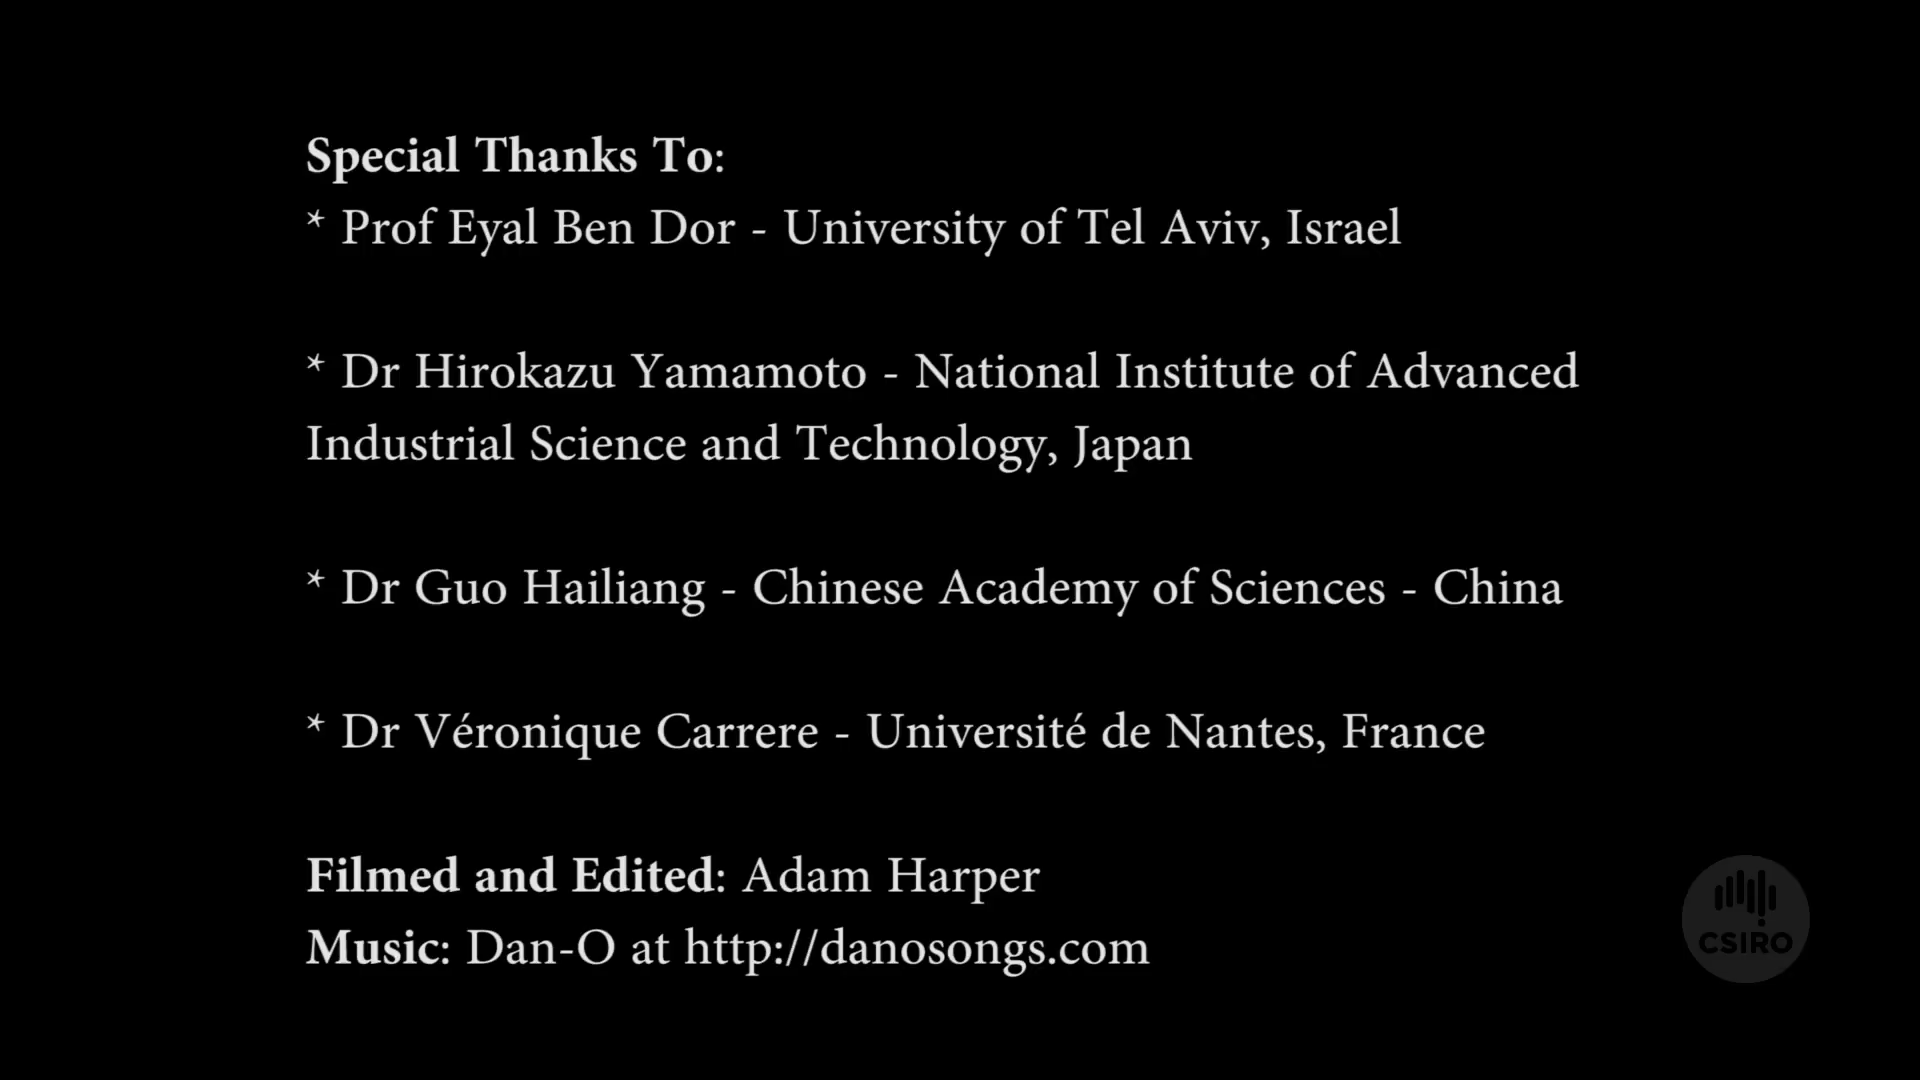 Special Thanks To:
* Prof Eyal Ben Dor - University of Tel Aviv, Israel
* Dr Hirokazu Yamamoto - National Institute of Advanced
Industrial Science and Technology, Japan
* Dr Guo Hailiang - Chinese Academy of Sciences - China
* Dr Véronique Carrere - Université de Nantes, France
Filmed and Edited: Adam Harper
Music: Dan-O at http://danosongs.com
CSIRO